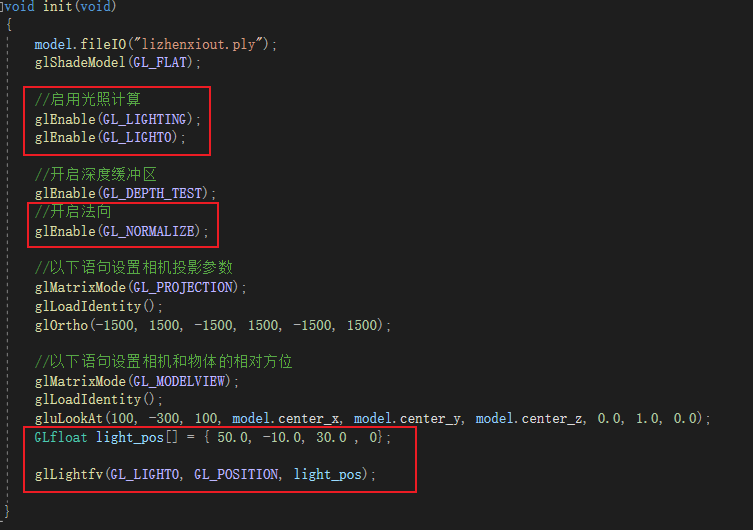 void init(void)
{
model.fileIO("lizhenxiout.ply");
glShadeModel(GL_FLAT);
//启用光照计算
glEnable(GL_LIGHTING);
glEnable(GL_LIGHT0);
//开启深度缓冲区
glEnable(GL_DEPTH_TEST);
//开启法向
glEnable(GL_NORMALIZE);
//以下语句设置相机投影参数
glMatrixMode(GL_PROJECTION);
glLoadIdentity();
glOrtho(-1500, 1500, -1500, 1500, -1500, 1500);
//以下语句设置相机和物体的相对方位
glMatrixMode(GL_MODELVIEW);
glLoadIdentity();
gluLookAt(100, -300, 100, model.center_x, model.center_y, model.center_z, 0.0, 1.0, 0.0);
GLfloat light_pos[] = { 50.0, -10.0, 30.0 , 0};
glLightfv(GL_LIGHT0, GL_POSITION, light_pos);
}